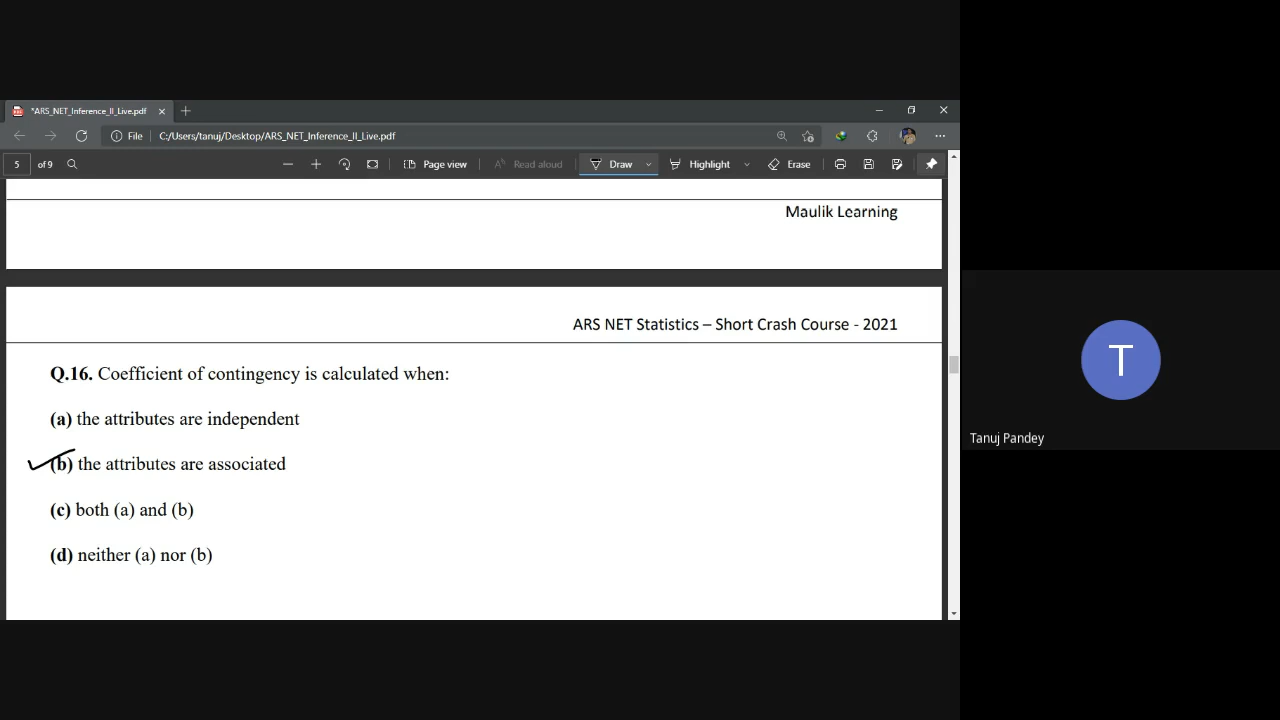 *ARS_NET_Inference_II_Live.pdf
File C:/Users/tanuj/Desktop/ARS_NET_Inference_II_Live.pdf
5 of 9 Page view Read aloud Draw Highlight Erase
Maulik Learning
ARS NET Statistics – Short Crash Course - 2021
Q.16. Coefficient of contingency is calculated when:
(a) the attributes are independent
(b) the attributes are associated
(c) both (a) and (b)
(d) neither (a) nor (b)
T
Tanuj Pandey